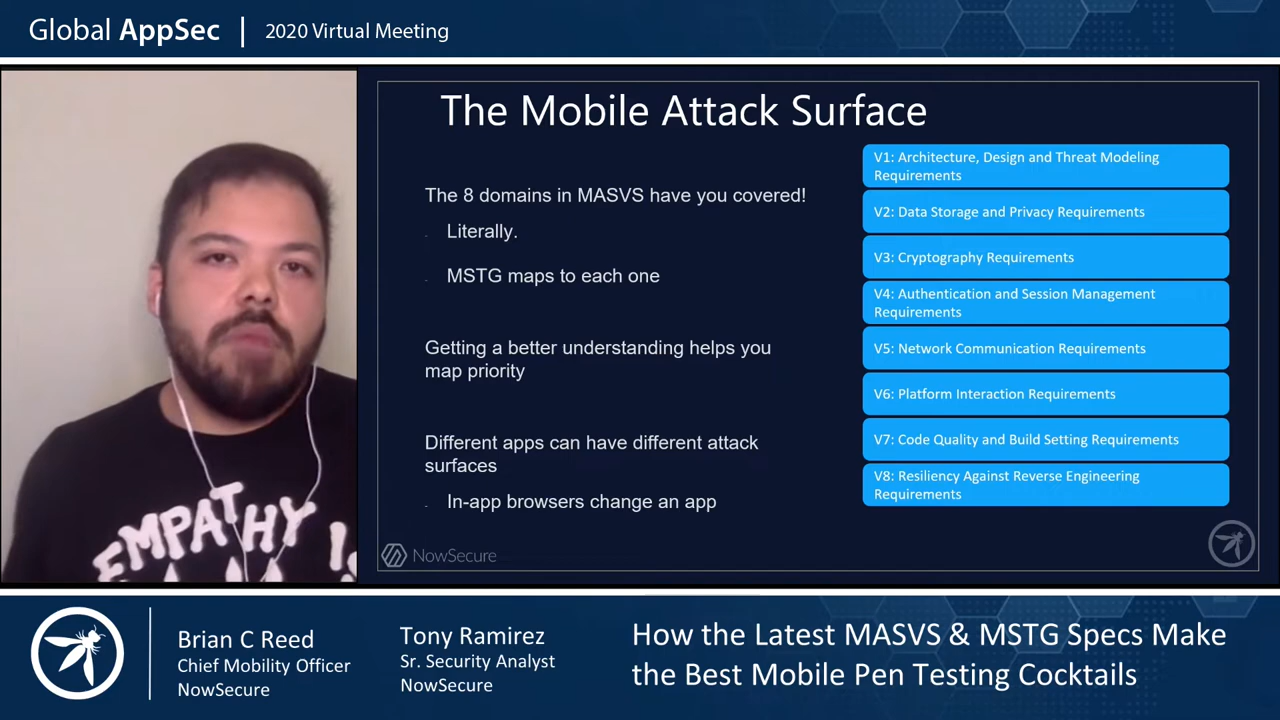 Global AppSec | 2020 Virtual Meeting
The Mobile Attack Surface
The 8 domains in MASVS have you covered!
- Literally.
- MSTG maps to each one
Getting a better understanding helps you
map priority
Different apps can have different attack
surfaces
- In-app browsers change an app
V1: Architecture, Design and Threat Modeling
Requirements
V2: Data Storage and Privacy Requirements
V3: Cryptography Requirements
V4: Authentication and Session Management
Requirements
V5: Network Communication Requirements
V6: Platform Interaction Requirements
V7: Code Quality and Build Setting Requirements
V8: Resiliency Against Reverse Engineering
Requirements
NowSecure
EMPATHY IS
Brian C Reed
Chief Mobility Officer
NowSecure
Tony Ramirez
Sr. Security Analyst
NowSecure
How the Latest MASVS & MSTG Specs Make
the Best Mobile Pen Testing Cocktails